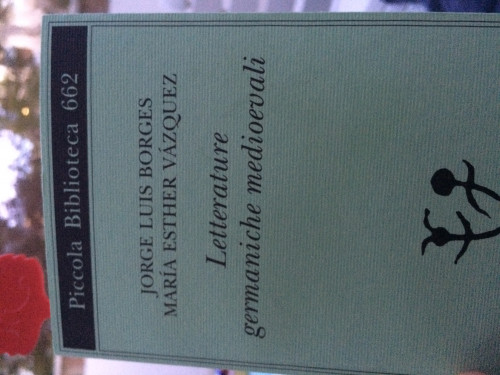 Piccola Biblioteca 662
JORGE LUIS BORGES
MARÍA ESTHER VÁZQUEZ
Letterature
germaniche medioevali